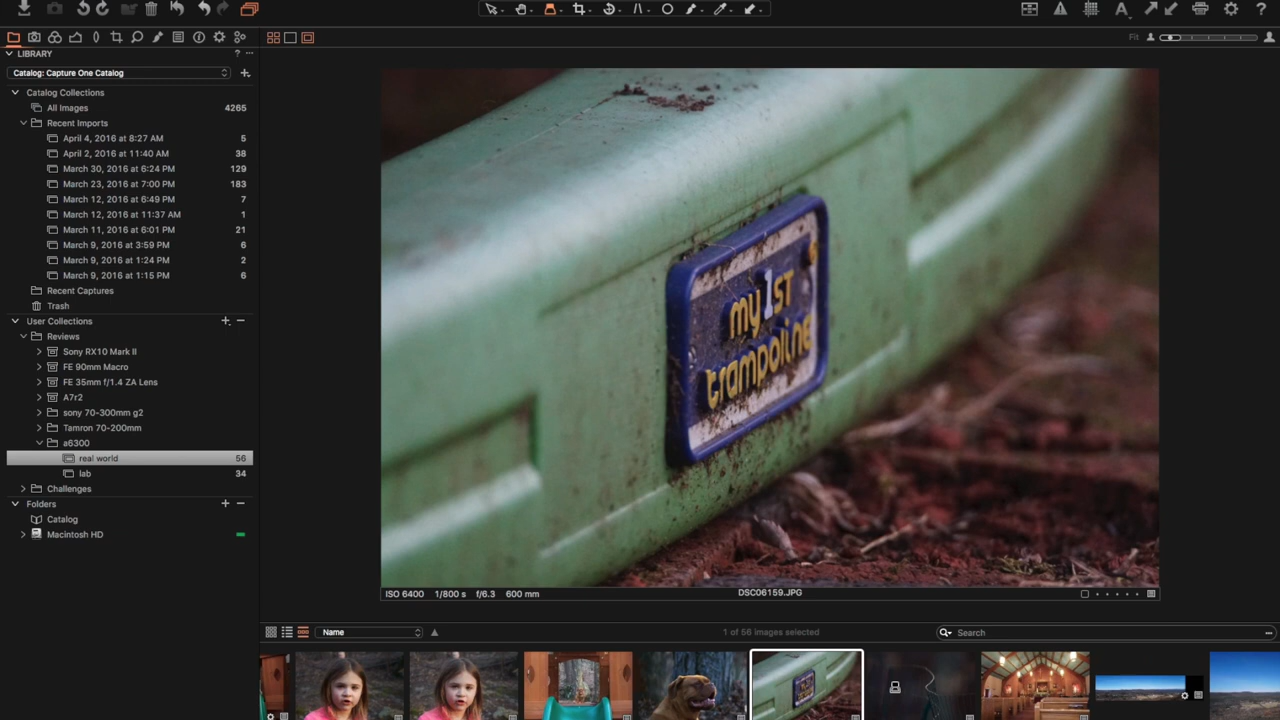 Fit
LIBRARY
?
Catalog: Capture One Catalog
Catalog Collections
All Images 4265
Recent Imports
April 4, 2016 at 8:27 AM 5
April 2, 2016 at 11:40 AM 38
March 30, 2016 at 6:24 PM 129
March 23, 2016 at 7:00 PM 183
March 12, 2016 at 6:49 PM 7
March 12, 2016 at 11:37 AM 1
March 11, 2016 at 6:01 PM 21
March 9, 2016 at 3:59 PM 6
March 9, 2016 at 1:24 PM 2
March 9, 2016 at 1:15 PM 6
Recent Captures
Trash
User Collections
Reviews
Sony RX10 Mark II
FE 90mm Macro
FE 35mm f/1.4 ZA Lens
A7r2
sony 70-300mm g2
Tamron 70-200mm
a6300
real world 56
lab 34
Challenges
Folders
Catalog
Macintosh HD
my 1ST
trampoline
ISO 6400 1/800 s f/6.3 600 mm DSC06159.JPG
Name 1 of 56 images selected Search